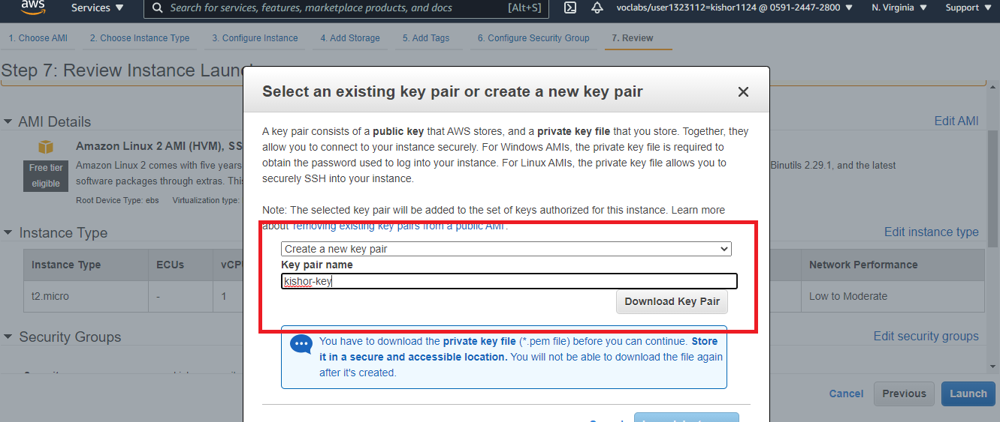 aws
Services
Search for services, features, marketplace products, and docs
[Alt+S]
voclabs/user1323112=kishor1124 @ 0591-2447-2800
N. Virginia
Support
1. Choose AMI
2. Choose Instance Type
3. Configure Instance
4. Add Storage
5. Add Tags
6. Configure Security Group
7. Review
Step 7: Review Instance
Select an existing key pair or create a new key pair
A key pair consists of a public key that AWS stores, and a private key file that you store. Together, they
allow you to connect to your instance securely. For Windows AMIs, the private key file is required to
obtain the password used to log into your instance. For Linux AMIs, the private key file allows you to
securely SSH into your instance.
Note: The selected key pair will be added to the set of keys authorized for this instance. Learn more
about removing existing key pairs from a public AMI.
Create a new key pair
Key pair name
kishor-key
Download Key Pair
You have to download the private key file (*.pem file) before you can continue. Store
it in a secure and accessible location. You will not be able to download the file again
after it's created.
AMI Details
Edit AMI
Amazon Linux 2 AMI (HVM), SS
Free tier
eligible
Amazon Linux 2 comes with five years
Binutils 2.29.1, and the latest
software packages through extras.
Root Device Type: ebs
Virtualization type:
Instance Type
Edit instance type
Instance Type
ECUs
Network Performance
t2.micro
-
1
Low to Moderate
Security Groups
Edit security groups
Cancel
Previous
Launch